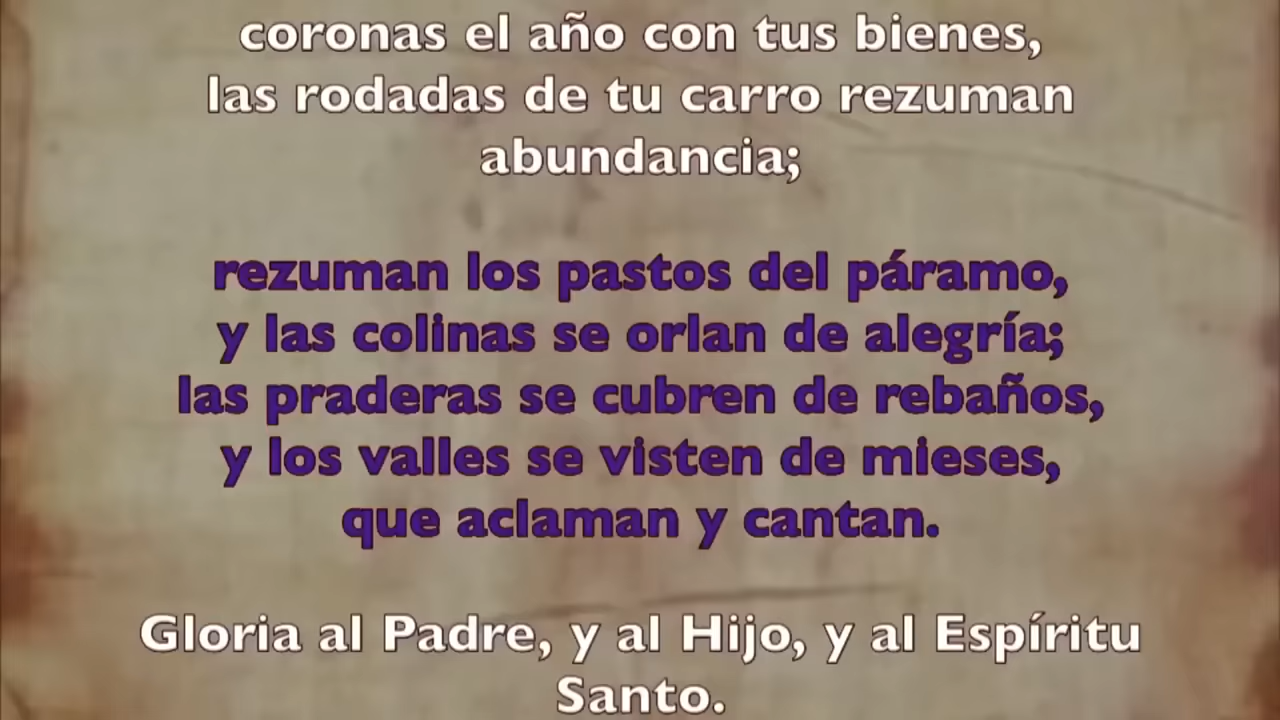 coronas el año con tus bienes,
las rodadas de tu carro rezuman
abundancia;
rezuman los pastos del páramo,
y las colinas se orlan de alegría;
las praderas se cubren de rebaños,
y los valles se visten de mieses,
que aclaman y cantan.
Gloria al Padre, y al Hijo, y al Espíritu
Santo.